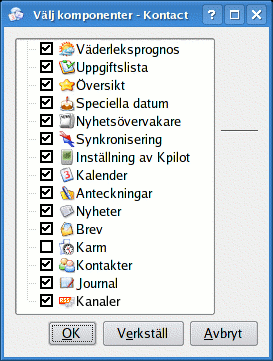 Välj komponenter - Kontact
Väderleksprognos
Uppgiftslista
Översikt
Speciella datum
Nyhetsövervakare
Synkronisering
Inställning av Kpilot
Kalender
Anteckningar
Nyheter
Brev
Karm
Kontakter
Journal
Kanaler
OK Verkställ Avbryt